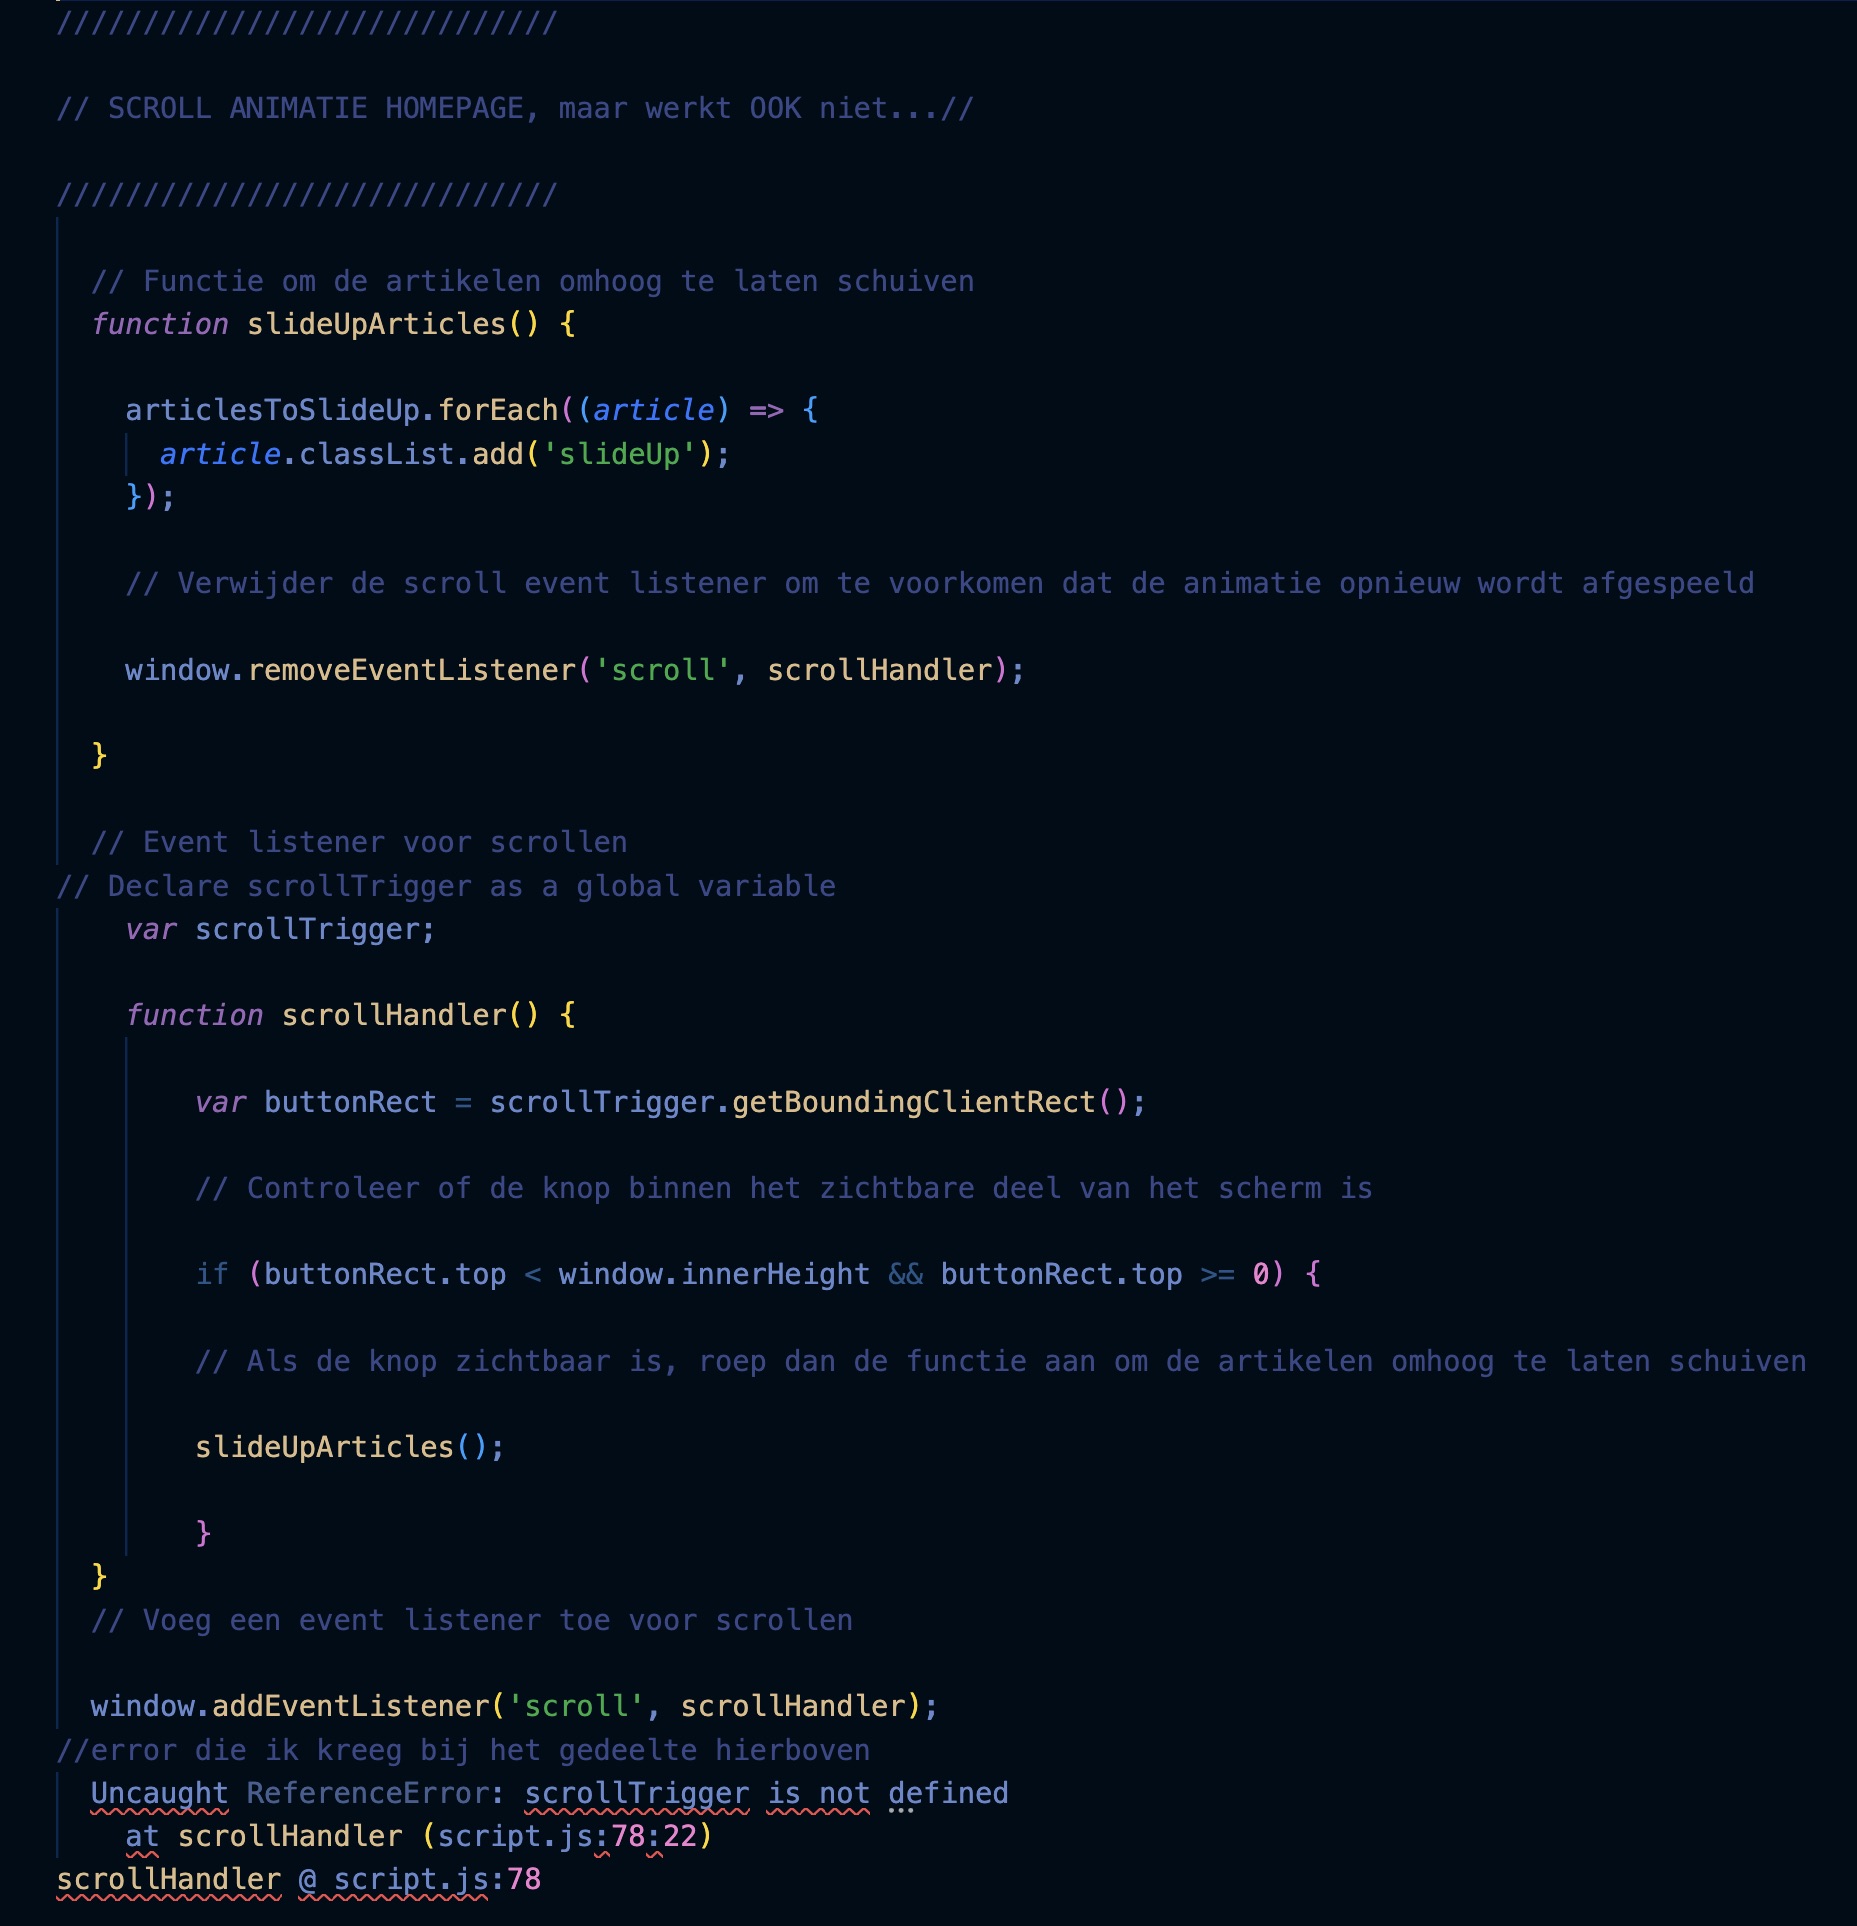 /////////////////////////////
// SCROLL ANIMATIE HOMEPAGE, maar werkt OOK niet...//
/////////////////////////////
// Functie om de artikelen omhoog te laten schuiven
function slideUpArticles() {
articlesToSlideUp.forEach((article) => {
article.classList.add('slideUp');
});
// Verwijder de scroll event listener om te voorkomen dat de animatie opnieuw wordt afgespeeld
window.removeEventListener('scroll', scrollHandler);
}
// Event listener voor scrollen
// Declare scrollTrigger as a global variable
var scrollTrigger;
function scrollHandler() {
var buttonRect = scrollTrigger.getBoundingClientRect();
// Controleer of de knop binnen het zichtbare deel van het scherm is
if (buttonRect.top < window.innerHeight && buttonRect.top >= 0) {
// Als de knop zichtbaar is, roep dan de functie aan om de artikelen omhoog te laten schuiven
slideUpArticles();
}
}
// Voeg een event listener toe voor scrollen
window.addEventListener('scroll', scrollHandler);
//error die ik kreeg bij het gedeelte hierboven
Uncaught ReferenceError: scrollTrigger is not defined
at scrollHandler (script.js:78:22)
scrollHandler @ script.js:78